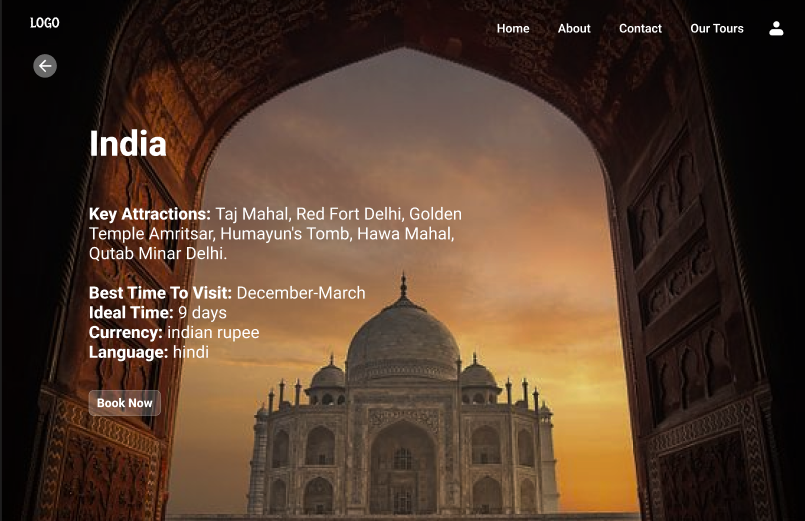 LOGO
Home About Contact Our Tours
India
Key Attractions: Taj Mahal, Red Fort Delhi, Golden
Temple Amritsar, Humayun's Tomb, Hawa Mahal,
Qutab Minar Delhi.
Best Time To Visit: December-March
Ideal Time: 9 days
Currency: indian rupee
Language: hindi
Book Now